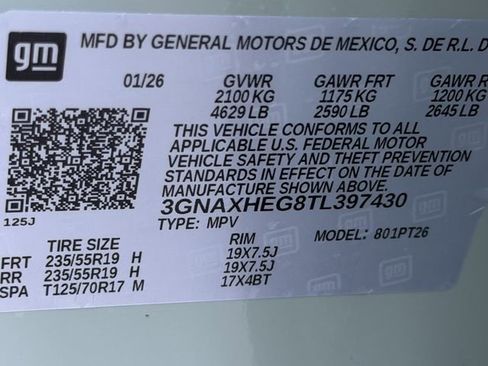 gm
MFD BY GENERAL MOTORS DE MEXICO, S. DE R.L. D
01/26 GVWR GAWR FRT GAWR R
2100 KG 1175 KG 1200 KG
4629 LB 2590 LB 2645 LB
THIS VEHICLE CONFORMS TO ALL
APPLICABLE U.S. FEDERAL MOTOR
VEHICLE SAFETY AND THEFT PREVENTION
STANDARDS IN EFFECT ON THE DATE OF
MANUFACTURE SHOWN ABOVE.
3GNAXHEG8TL397430
125J
TYPE: MPV MODEL: 801PT26
TIRE SIZE RIM
FRT 235/55R19 H 19X7.5J
RR 235/55R19 H 19X7.5J
SPA T125/70R17 M 17X4BT